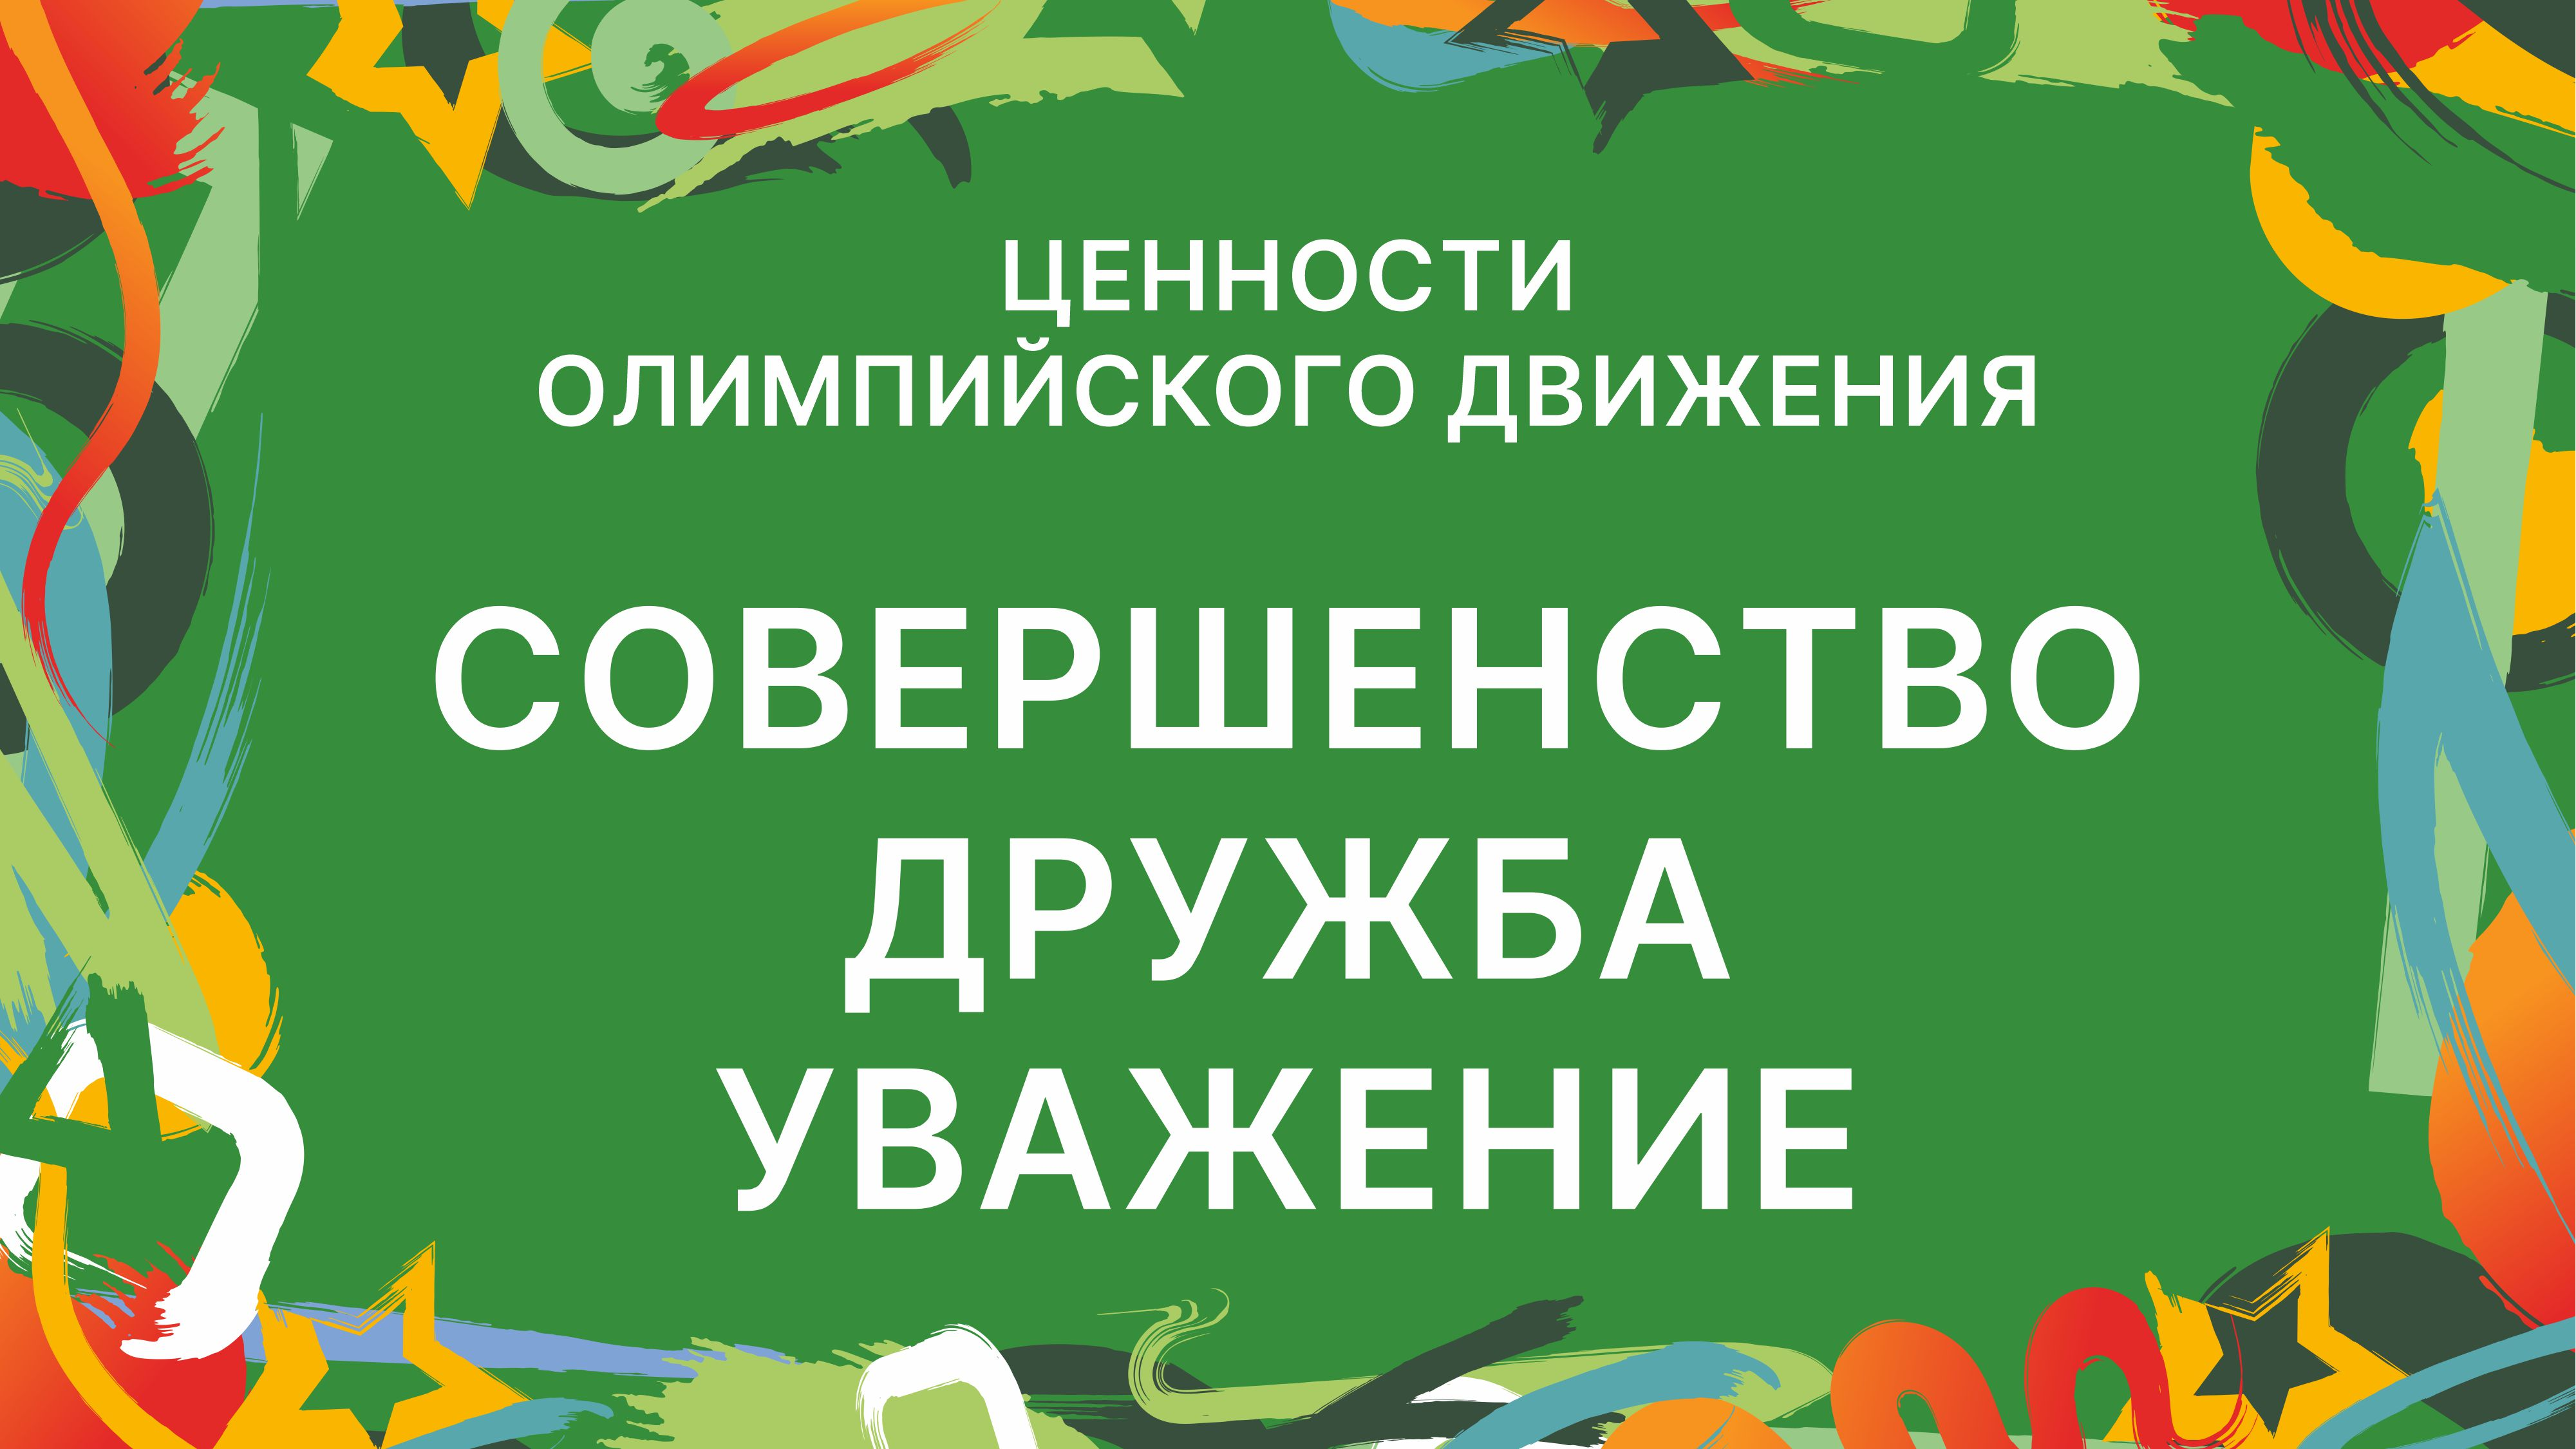 ЦЕННОСТИ
ОЛИМПИЙСКОГО ДВИЖЕНИЯ
СОВЕРШЕНСТВО
ДРУЖБА
УВАЖЕНИЕ